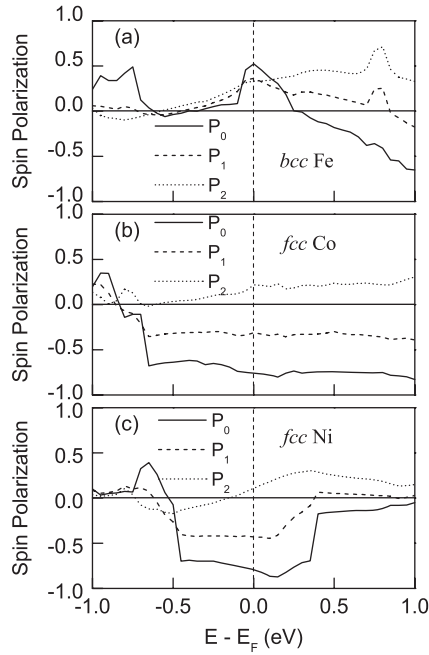 1.0
(a)
0.5
0.0
-0.5
-1.0
Spin Polarization
P0
P1
P2
bcc Fe
1.0
(b)
0.5
0.0
-0.5
-1.0
Spin Polarization
P0
P1
P2
fcc Co
1.0
(c)
0.5
0.0
-0.5
-1.0
Spin Polarization
P0
P1
P2
fcc Ni
-1.0 -0.5 0.0 0.5 1.0
E - EF (eV)